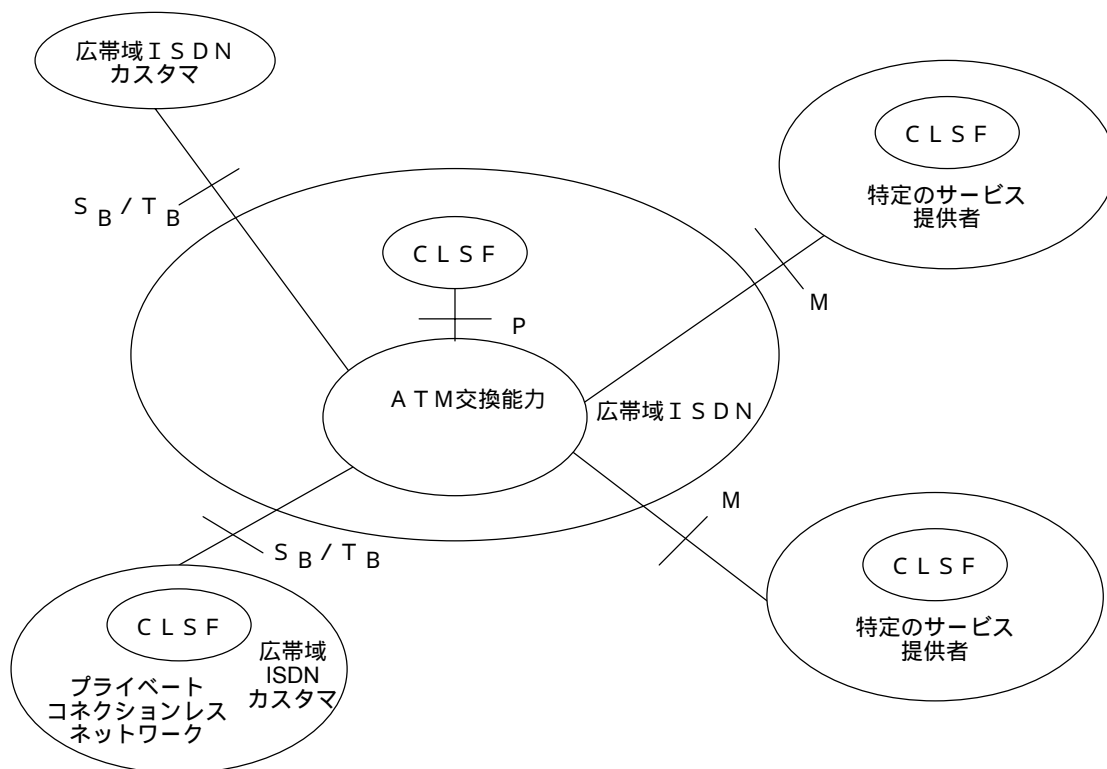 広帯域ＩＳＤＮ
カスタマ
ＣＬＳＦ
特定のサービス
提供者
Ｓ B / Ｔ B
ＣＬＳＦ
M
P
ＡＴＭ交換能力
広帯域ＩＳＤＮ
M
Ｓ B / Ｔ B
ＣＬＳＦ
特定のサービス
提供者
ＣＬＳＦ
広帯域
ISDN
カスタマ
プライベート
コネクションレス
ネットワーク